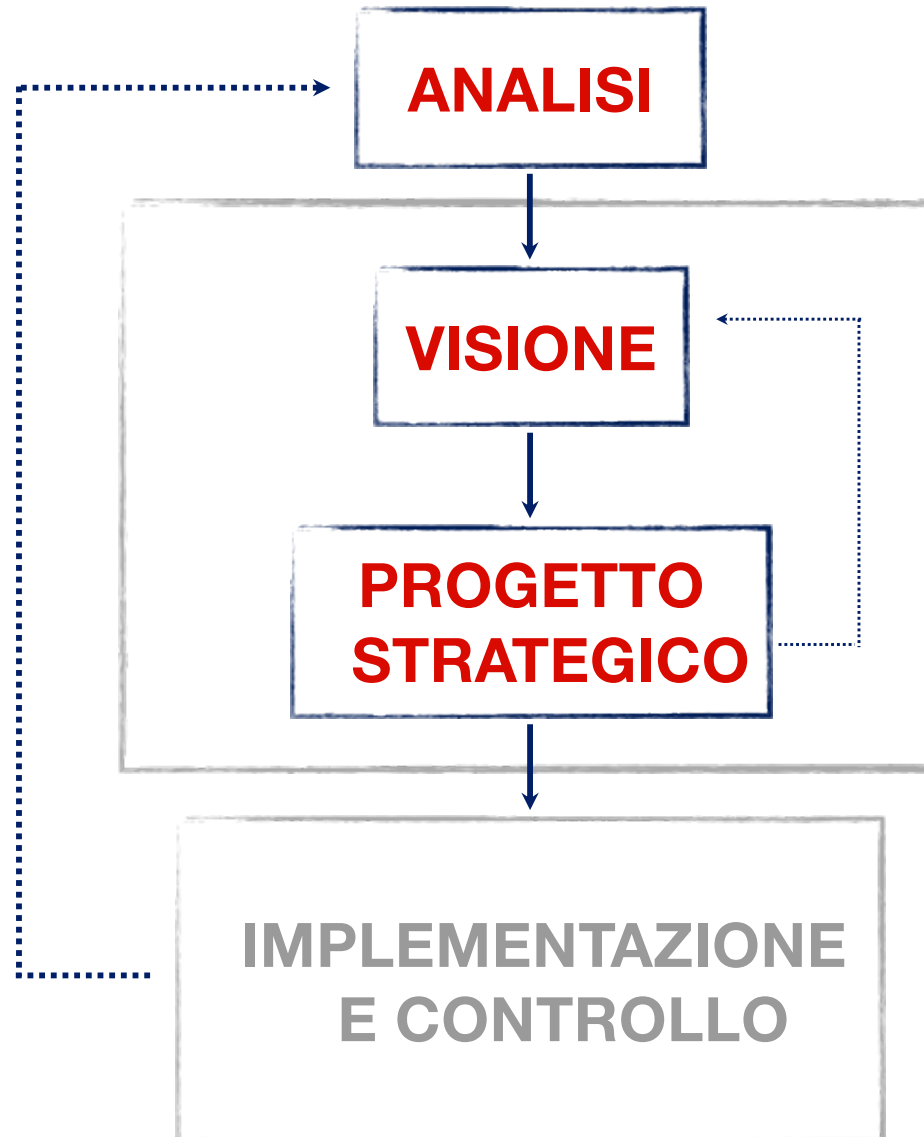 ANALISI
VISIONE
PROGETTO
STRATEGICO
IMPLEMENTAZIONE
E CONTROLLO